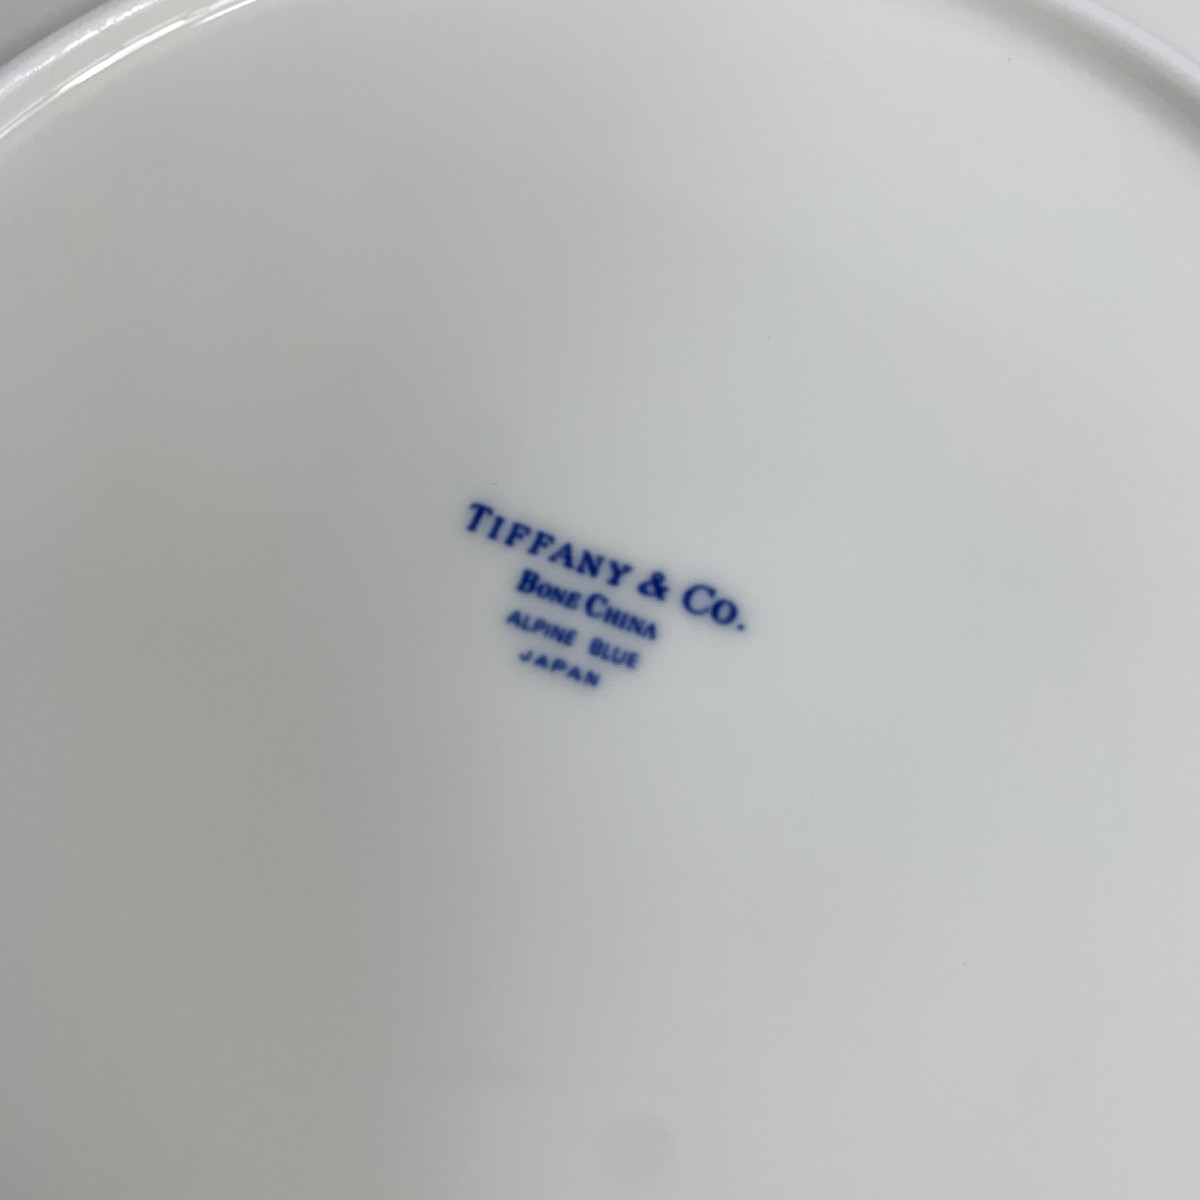 TIFFANY & CO.
BONE CHINA
ALPINE BLUE
JAPAN